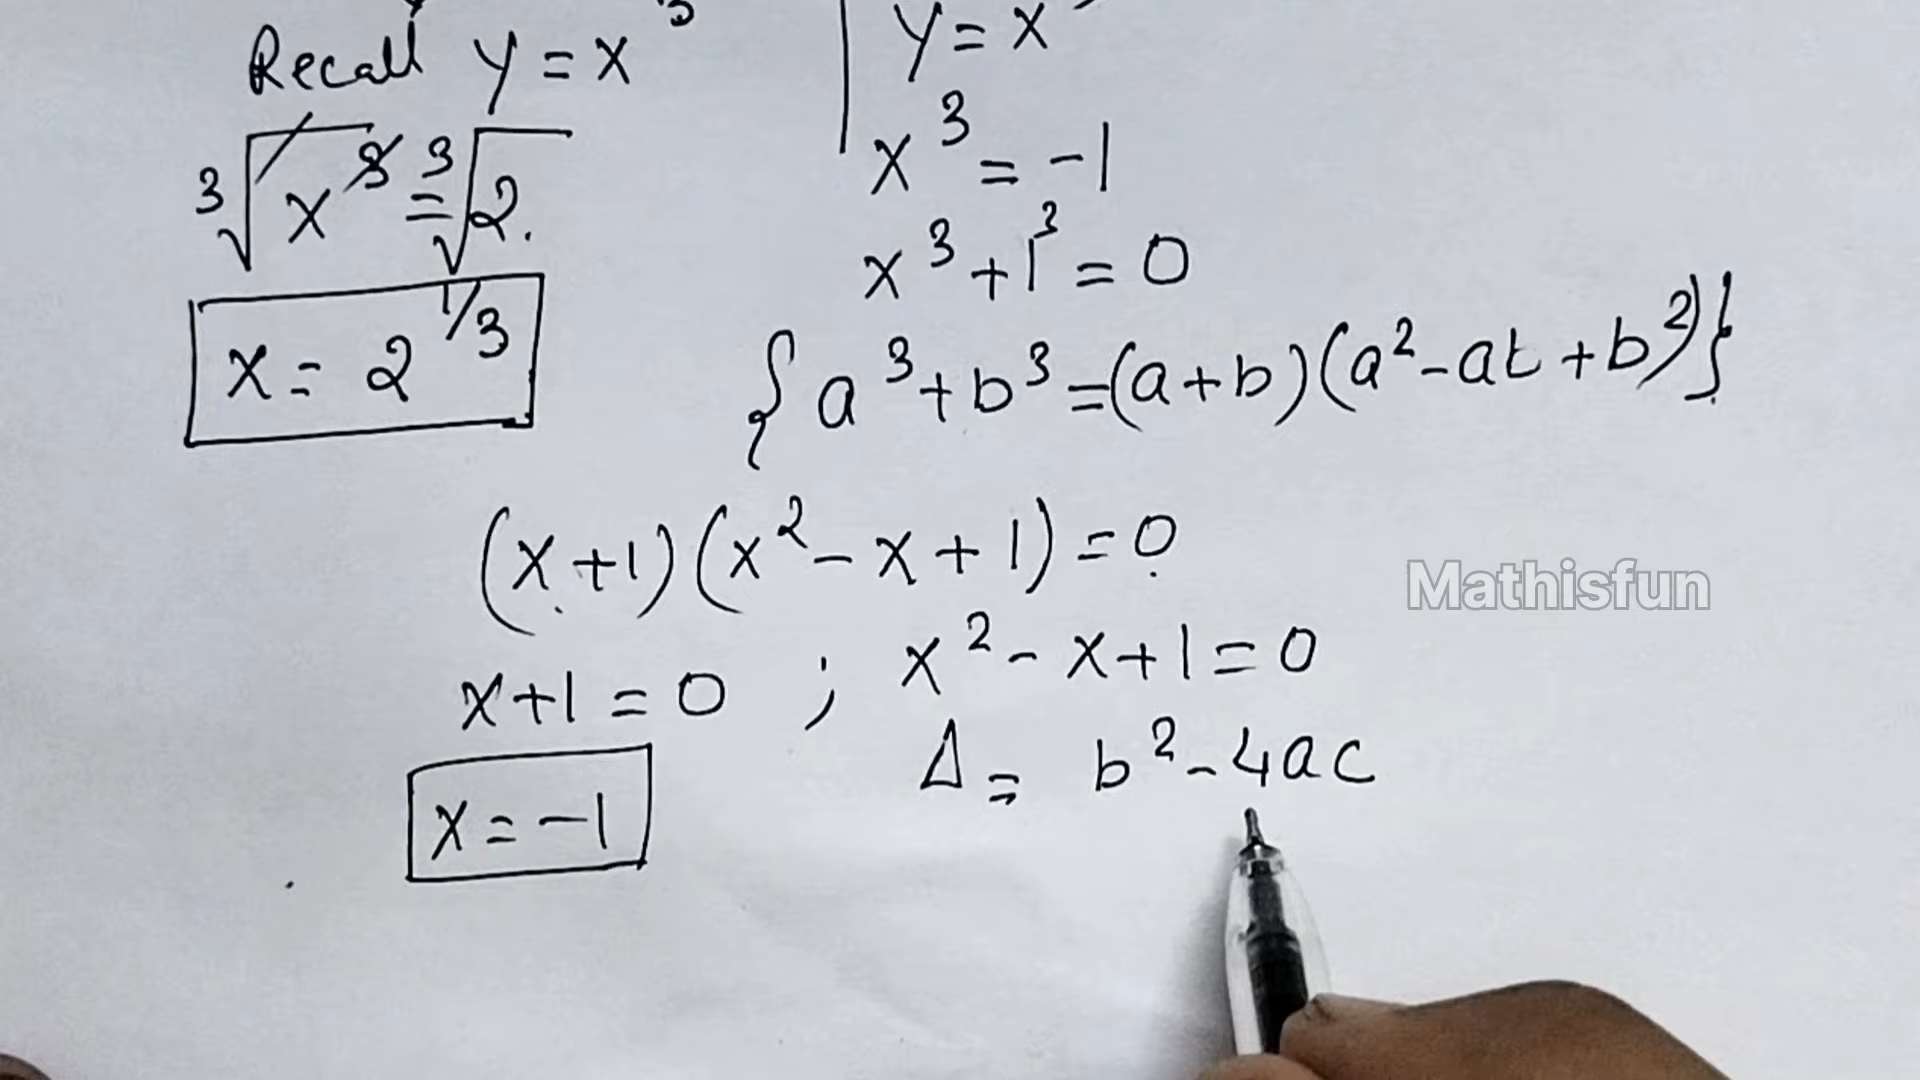 Recall y = x³
∛x³ = ∛2.
x = 2^1/3
y = x
x³ = -1
x³ + 1³ = 0
{a³ + b³ = (a+b)(a² - ab + b²)}
(x+1)(x² - x + 1) = 0
x+1 = 0 ; x² - x + 1 = 0
Δ = b² - 4ac
x = -1
Mathisfun